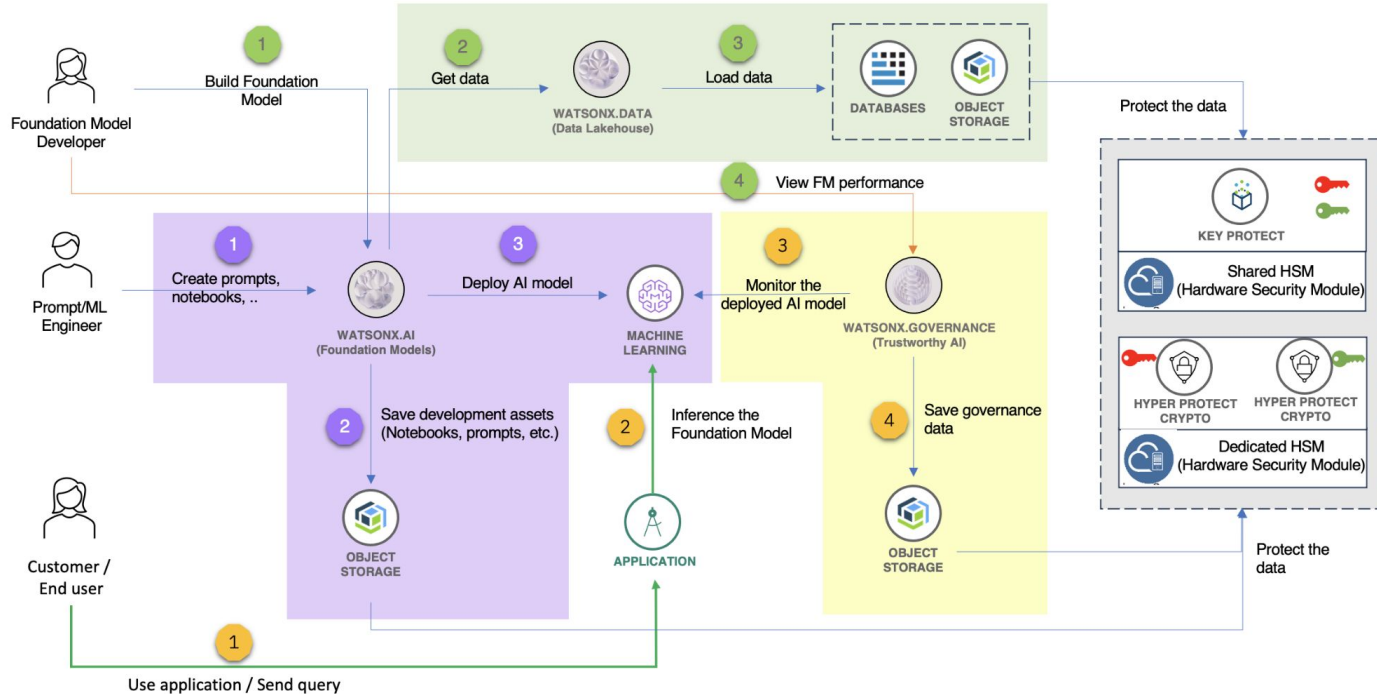 1
Build Foundation
Model
Foundation Model
Developer
2
Get data
WATSONX.DATA
(Data Lakehouse)
3
Load data
DATABASES
OBJECT
STORAGE
Protect the data
4
View FM performance
KEY PROTECT
Shared HSM
(Hardware Security Module)
HYPER PROTECT
CRYPTO
HYPER PROTECT
CRYPTO
Dedicated HSM
(Hardware Security Module)
Prompt/ML
Engineer
1
Create prompts,
notebooks, ..
WATSONX.AI
(Foundation Models)
3
Deploy AI model
MACHINE
LEARNING
3
Monitor the
deployed AI model
WATSONX.GOVERNANCE
(Trustworthy AI)
2
Save development assets
(Notebooks, prompts, etc.)
OBJECT
STORAGE
2
Inference the
Foundation Model
APPLICATION
4
Save governance
data
OBJECT
STORAGE
Protect the
data
Customer /
End user
1
Use application / Send query